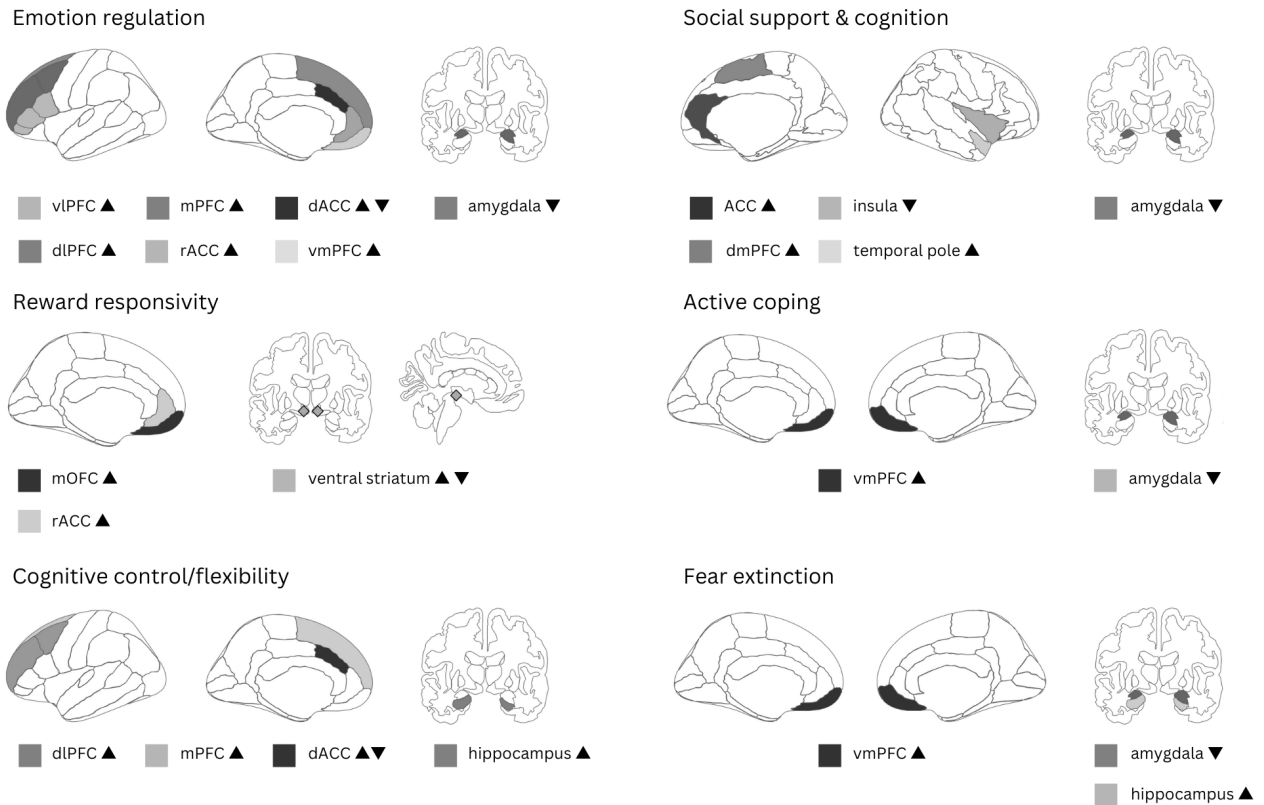 Emotion regulation
vlPFC ▲ mPFC ▲ dACC ▲▼ amygdala ▼
dlPFC ▲ rACC ▲ vmPFC ▲
Social support & cognition
ACC ▲ insula ▼ amygdala ▼
dmPFC ▲ temporal pole ▲
Reward responsivity
mOFC ▲ ventral striatum ▲▼
rACC ▲
Active coping
vmPFC ▲ amygdala ▼
Cognitive control/flexibility
dlPFC ▲ mPFC ▲ dACC ▲▼ hippocampus ▲
Fear extinction
vmPFC ▲ amygdala ▼
hippocampus ▲